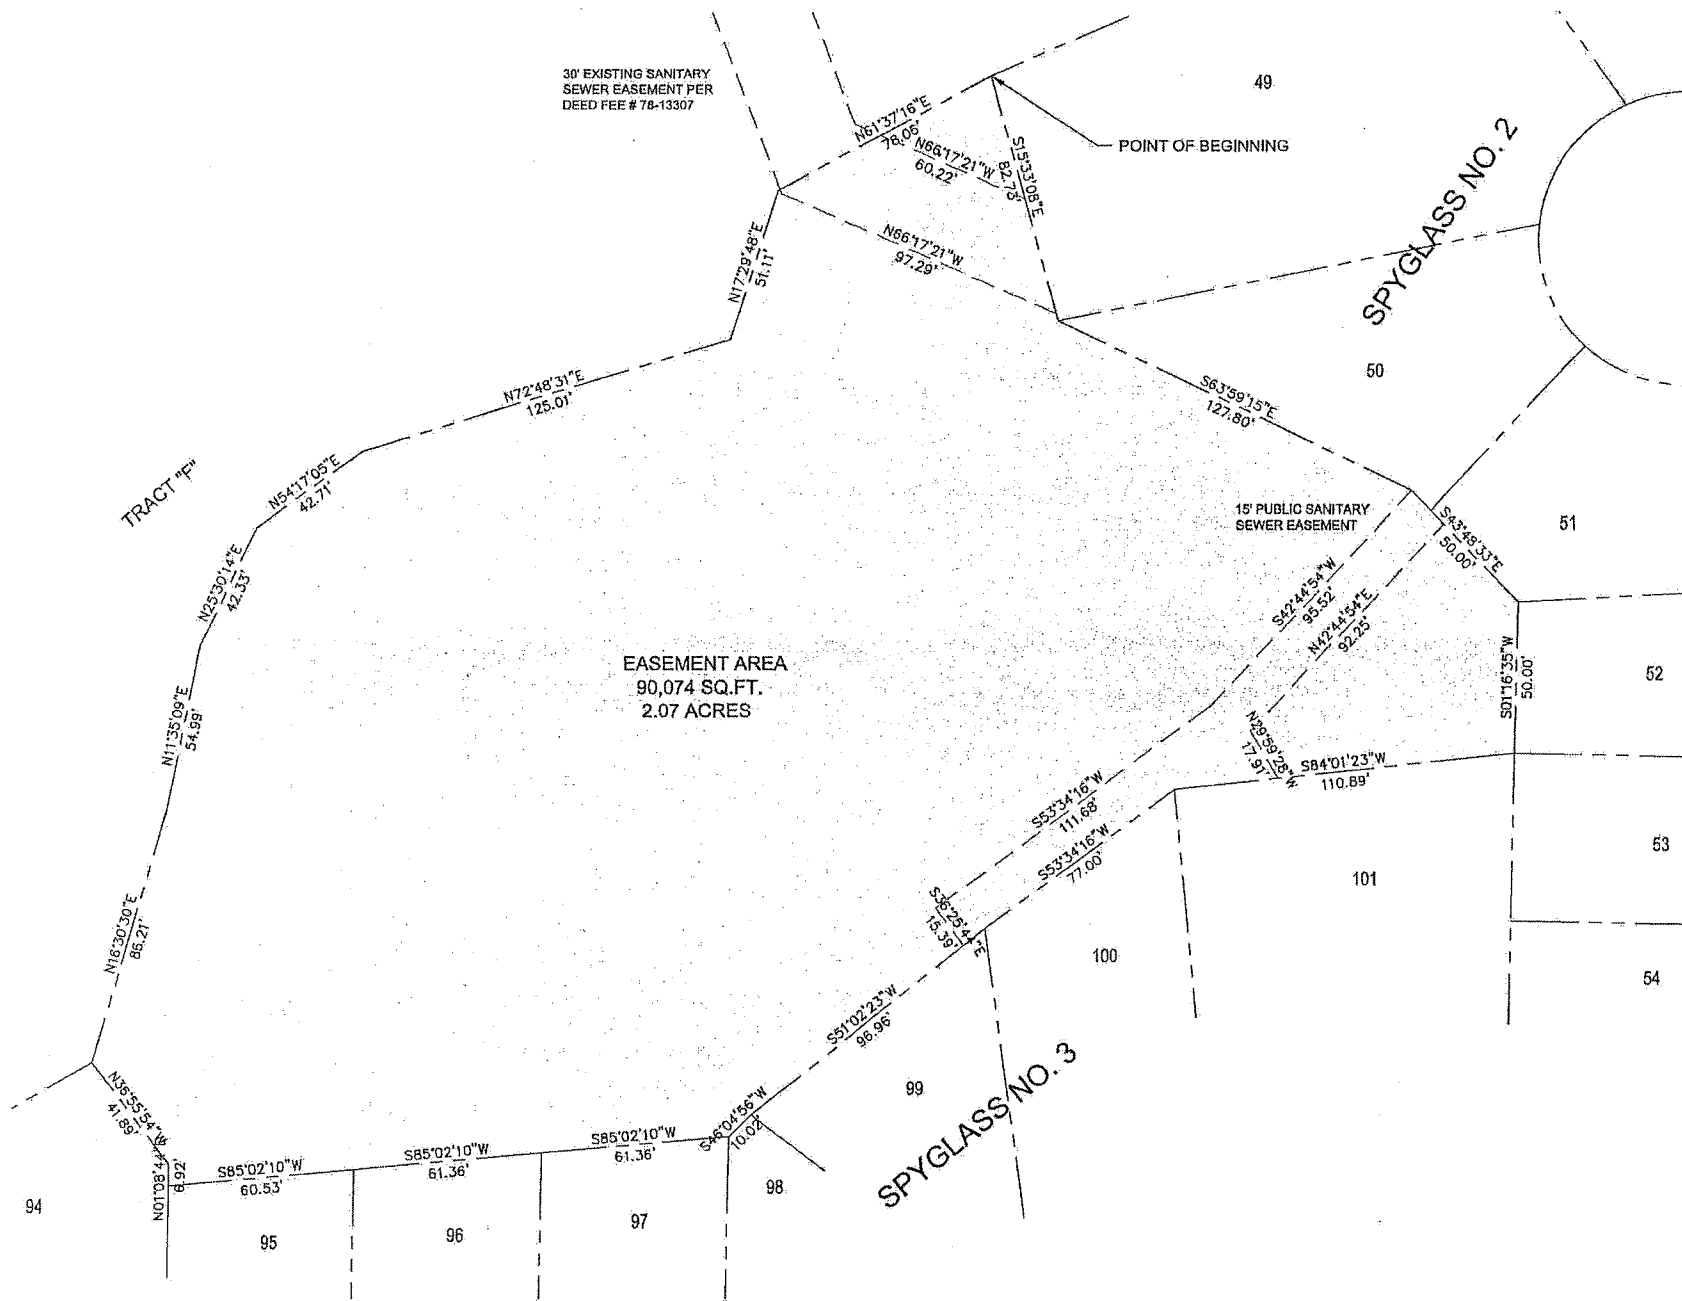 30' EXISTING SANITARY
SEWER EASEMENT PER
DEED FEE # 78-13307
49
N61°37'16"E
78.06'
N66°17'21"W
60.22'
S15°33'08"E
82.73'
POINT OF BEGINNING
SPYGLASS NO. 2
N66°17'21"W
97.29'
N17°29'48"E
51.11'
50
S63°59'15"E
127.80'
N72°48'31"E
125.01'
TRACT "F"
N54°17'05"E
42.71'
15' PUBLIC SANITARY
SEWER EASEMENT
S43°48'33"E
50.00'
51
N25°30'14"E
42.33'
S42°44'54"W
95.52'
N42°44'54"E
92.25'
EASEMENT AREA
90,074 SQ.FT.
2.07 ACRES
S01°16'35"W
50.00'
52
N11°35'09"E
54.99'
N29°59'28"W
17.91'
S84°01'23"W
110.89'
S53°34'16"W
111.68'
S53°34'16"W
77.00'
53
101
N16°30'30"E
86.21'
S36°25'44"E
15.39'
100
54
S51°02'23"W
96.96'
SPYGLASS NO. 3
99
N36°55'54"W
41.89'
S46°04'56"W
10.02'
N01°08'44"
6.92'
S85°02'10"W
60.53'
S85°02'10"W
61.36'
S85°02'10"W
61.36'
94
95
96
97
98